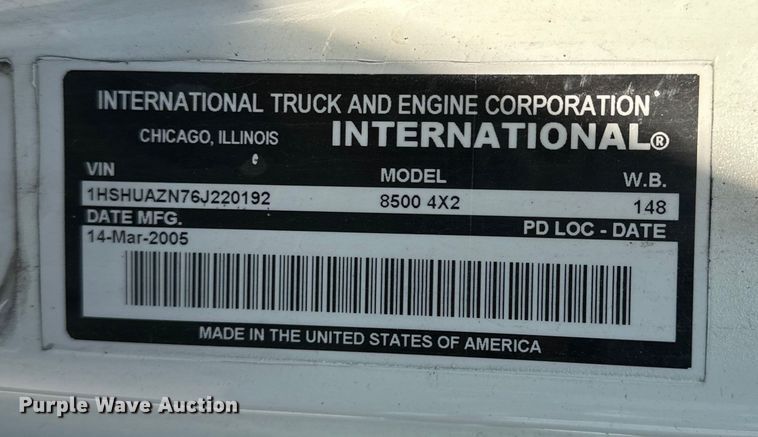 INTERNATIONAL TRUCK AND ENGINE CORPORATION
CHICAGO, ILLINOIS INTERNATIONAL®
VIN MODEL W.B.
1HSHUAZN76J220192 8500 4X2 148
DATE MFG. PD LOC - DATE
14-Mar-2005
MADE IN THE UNITED STATES OF AMERICA
Purple Wave Auction